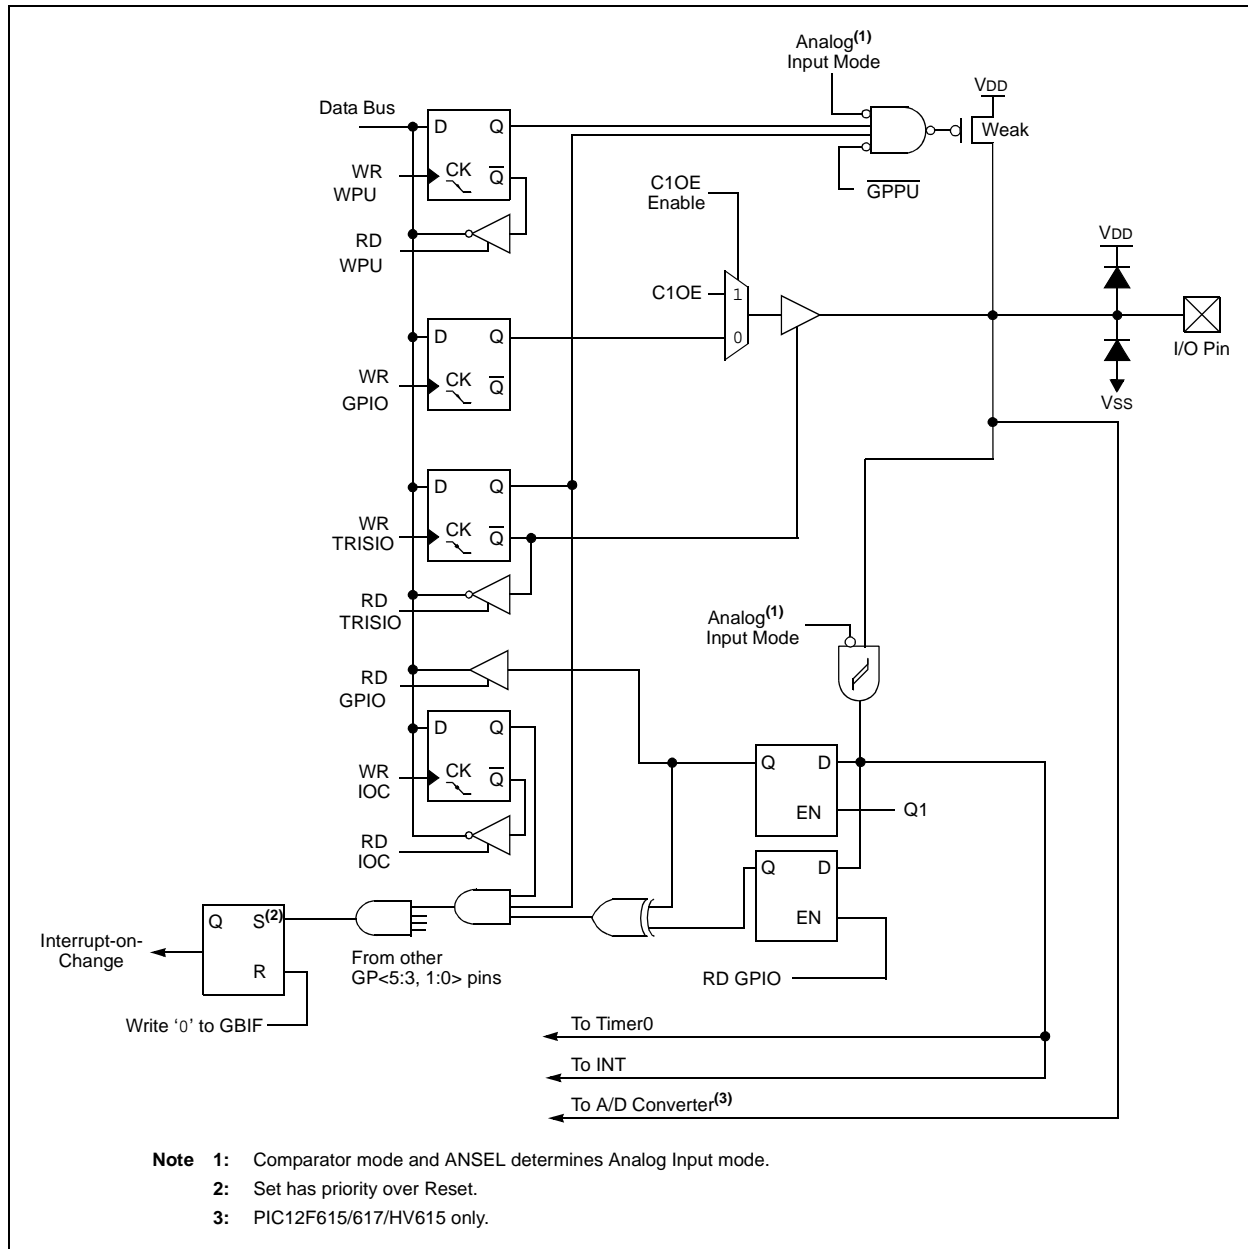 Analog(1)
Input Mode
VDD
Data Bus
D Q
Weak
WR
WPU
CK Q
GPPU
C1OE
Enable
RD
WPU
VDD
C1OE
1
D Q
0
I/O Pin
WR
GPIO
CK Q
VSS
D Q
WR
TRISIO
CK Q
RD
TRISIO
Analog(1)
Input Mode
RD
GPIO
D Q
Q D
WR
IOC
CK Q
EN
Q1
RD
IOC
Q D
EN
Q S(2)
Interrupt-on-
Change
From other
GP<5:3, 1:0> pins
R
RD GPIO
Write ‘0’ to GBIF
To Timer0
To INT
To A/D Converter(3)
Note 1: Comparator mode and ANSEL determines Analog Input mode.
2: Set has priority over Reset.
3: PIC12F615/617/HV615 only.